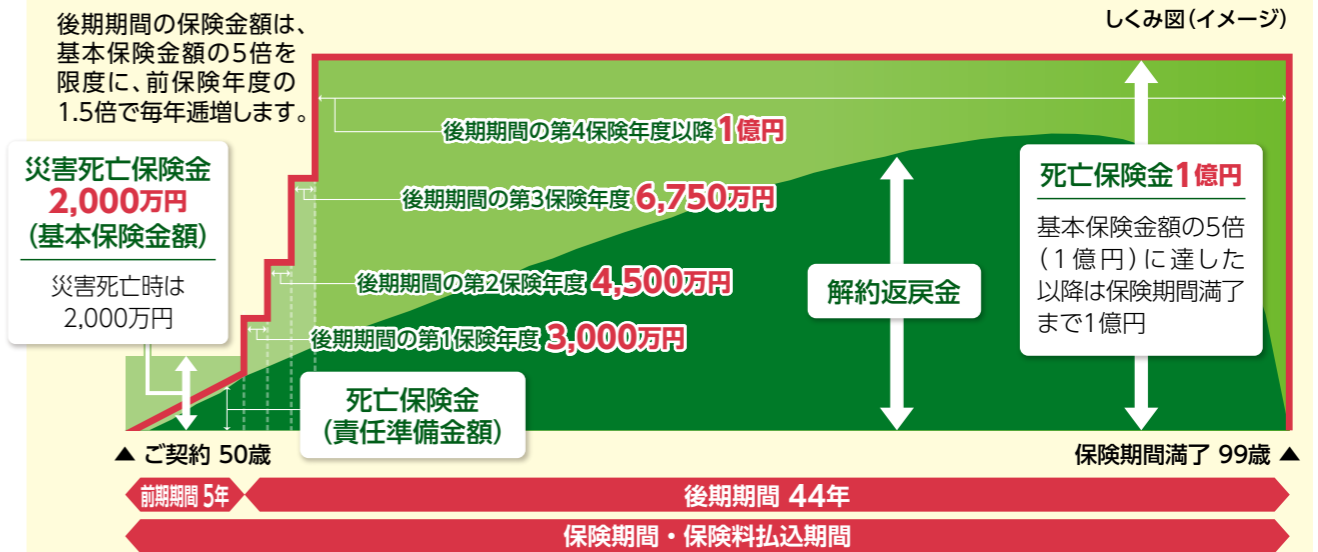 しくみ図（イメージ）
後期期間の保険金額は、
基本保険金額の5倍を
限度に、前保険年度の
1.5倍で毎年逓増します。
災害死亡保険金
2,000万円
（基本保険金額）
災害死亡時は
2,000万円
後期期間の第4保険年度以降 1億円
後期期間の第3保険年度 6,750万円
後期期間の第2保険年度 4,500万円
後期期間の第1保険年度 3,000万円
死亡保険金
（責任準備金額）
解約返戻金
死亡保険金1億円
基本保険金額の5倍
（1億円）に達した
以降は保険期間満了
まで1億円
▲ ご契約 50歳
保険期間満了 99歳 ▲
前期期間 5年
後期期間 44年
保険期間・保険料払込期間